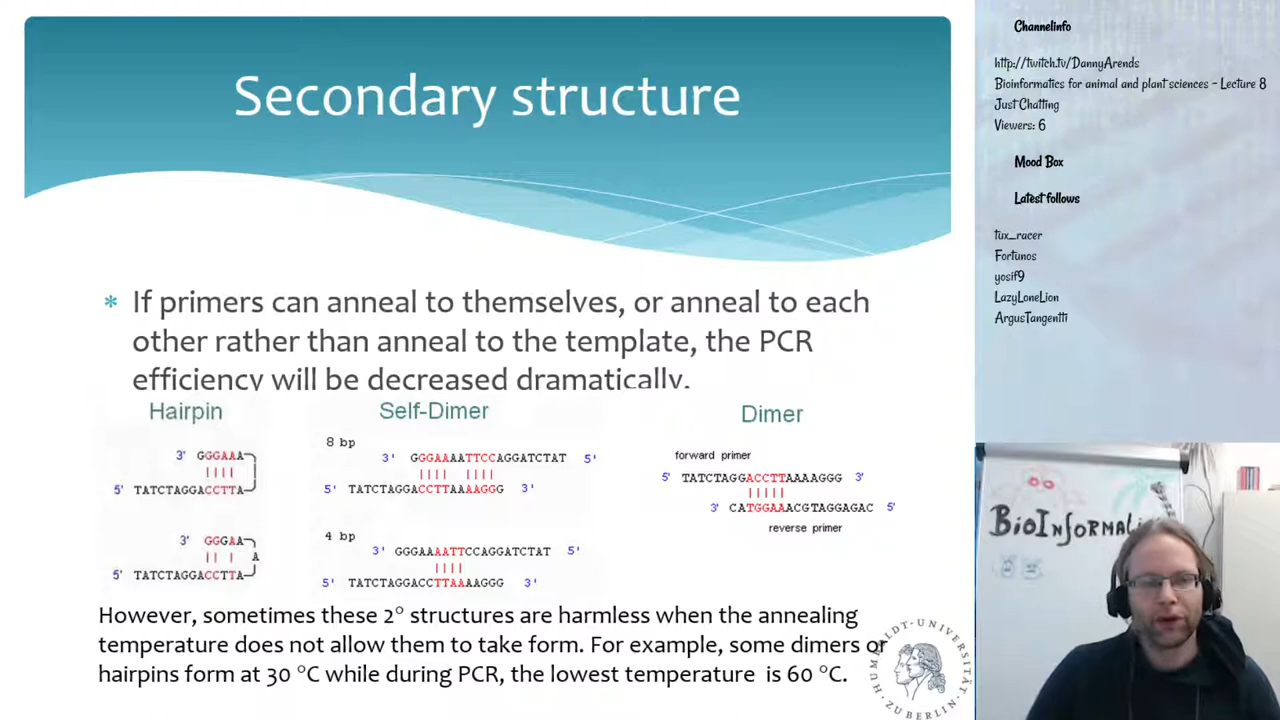 Secondary structure
* If primers can anneal to themselves, or anneal to each
other rather than anneal to the template, the PCR
efficiency will be decreased dramatically.
Hairpin
3' GGGAAA
5' TATCTAGGACCTTA
3' GGGAA
A
5' TATCTAGGACCTTA
Self-Dimer
8 bp
3' GGGAAAATTCCAGGATCTAT 5'
5' TATCTAGGACCTTAAAAGGG 3'
4 bp
3' GGGAAAATTCCAGGATCTAT 5'
5' TATCTAGGACCTTAAAAGGG 3'
Dimer
forward primer
5' TATCTAGGACCTTAAAAGGG 3'
3' CATGGAAACGTAGGAGAC 5'
reverse primer
However, sometimes these 2° structures are harmless when the annealing
temperature does not allow them to take form. For example, some dimers or
hairpins form at 30 °C while during PCR, the lowest temperature is 60 °C.
HUMBOLDT-UNIVERSITÄT
ZU BERLIN
Channelinfo
http://twitch.tv/DannyArends
Bioinformatics for animal and plant sciences - Lecture 8
Just Chatting
Viewers: 6
Mood Box
Latest follows
tux_racer
Fortunos
yosif9
LazyLoneLion
ArgusTangentti